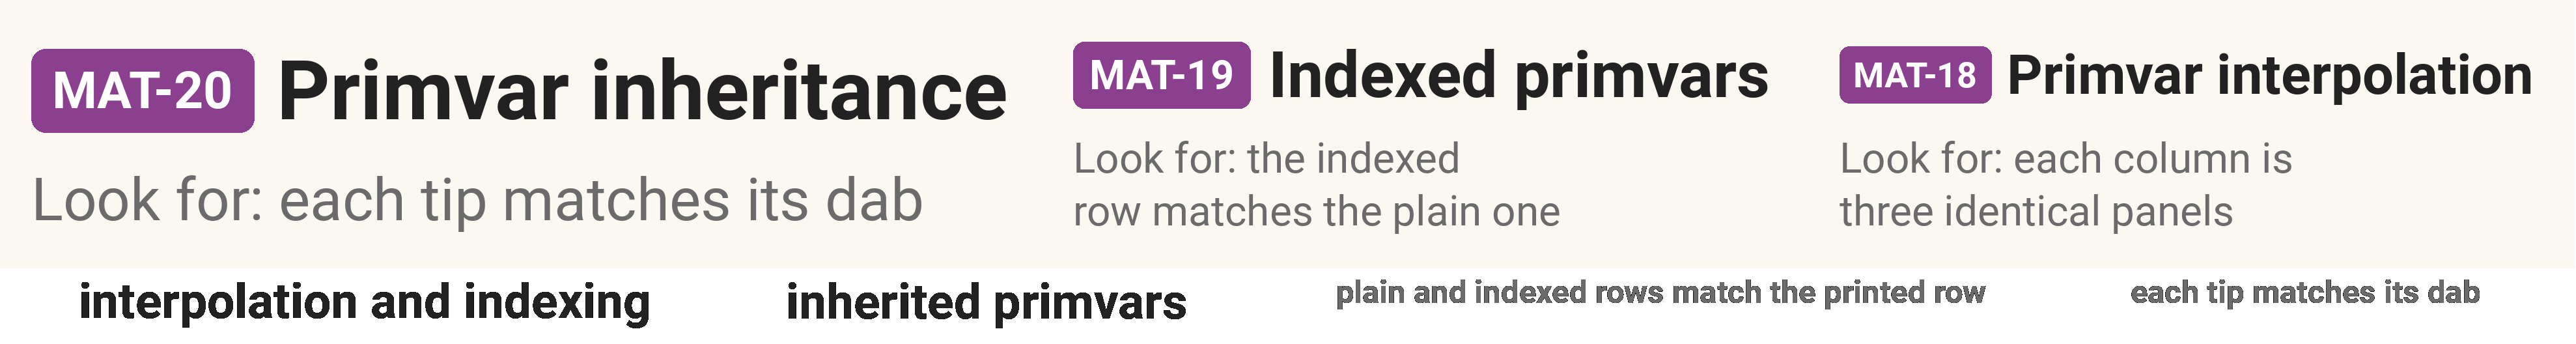 MAT-20 Primvar inheritance
Look for: each tip matches its dab
MAT-19 Indexed primvars
Look for: the indexed
row matches the plain one
MAT-18 Primvar interpolation
Look for: each column is
three identical panels
interpolation and indexing
inherited primvars
plain and indexed rows match the printed row
each tip matches its dab